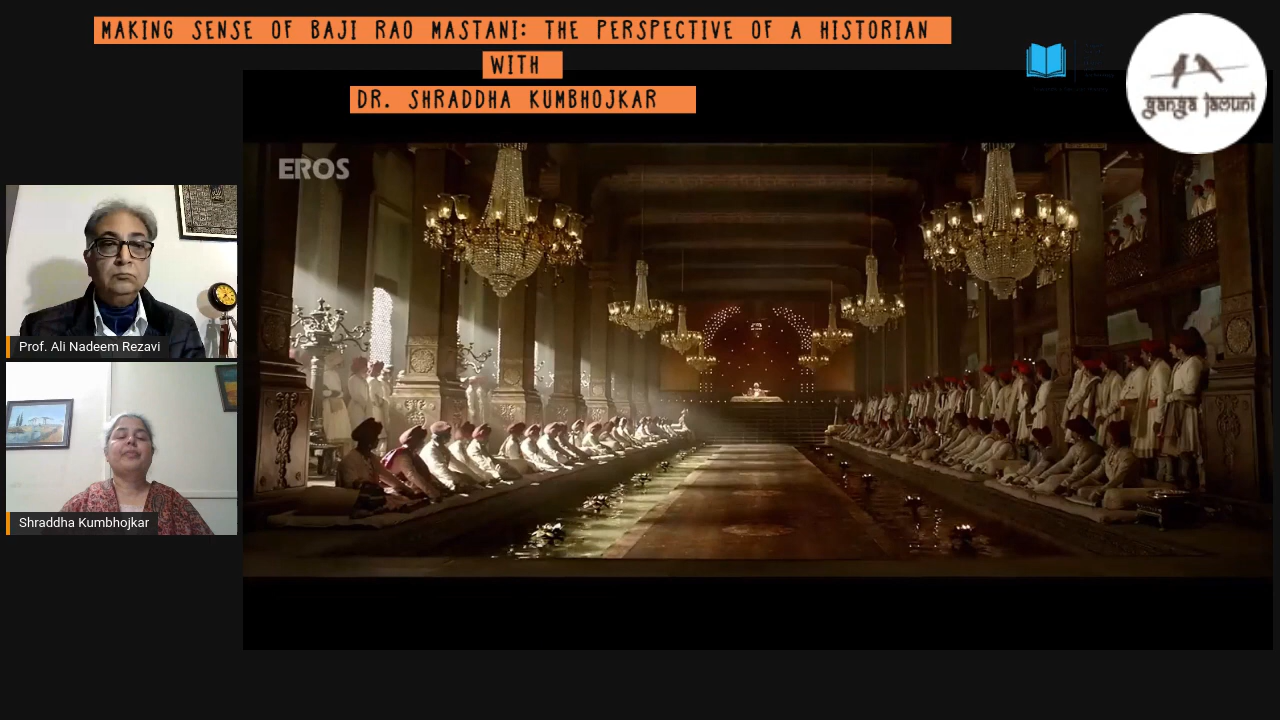 MAKING SENSE OF BAJI RAO MASTANI: THE PERSPECTIVE OF A HISTORIAN
WITH
DR. SHRADDHA KUMBHOJKAR
ganga jamuni
EROS
Prof. Ali Nadeem Rezavi
Shraddha Kumbhojkar